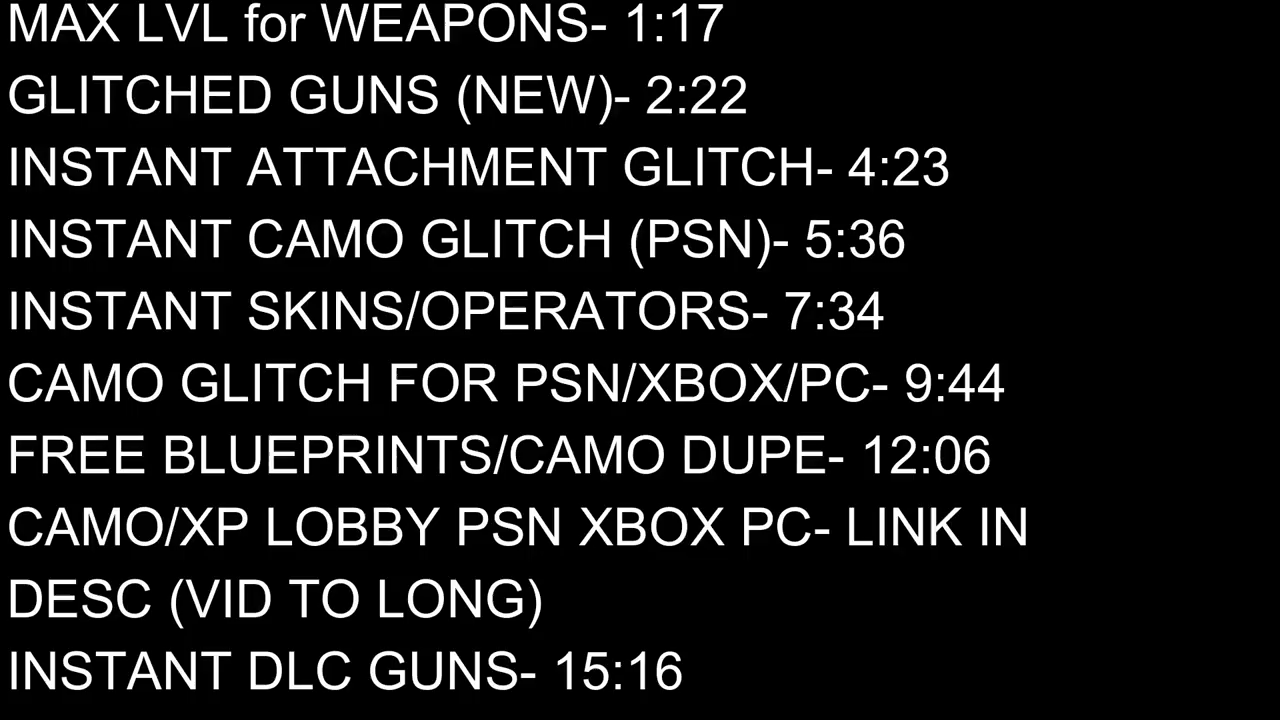 MAX LVL for WEAPONS- 1:17
GLITCHED GUNS (NEW)- 2:22
INSTANT ATTACHMENT GLITCH- 4:23
INSTANT CAMO GLITCH (PSN)- 5:36
INSTANT SKINS/OPERATORS- 7:34
CAMO GLITCH FOR PSN/XBOX/PC- 9:44
FREE BLUEPRINTS/CAMO DUPE- 12:06
CAMO/XP LOBBY PSN XBOX PC- LINK IN
DESC (VID TO LONG)
INSTANT DLC GUNS- 15:16